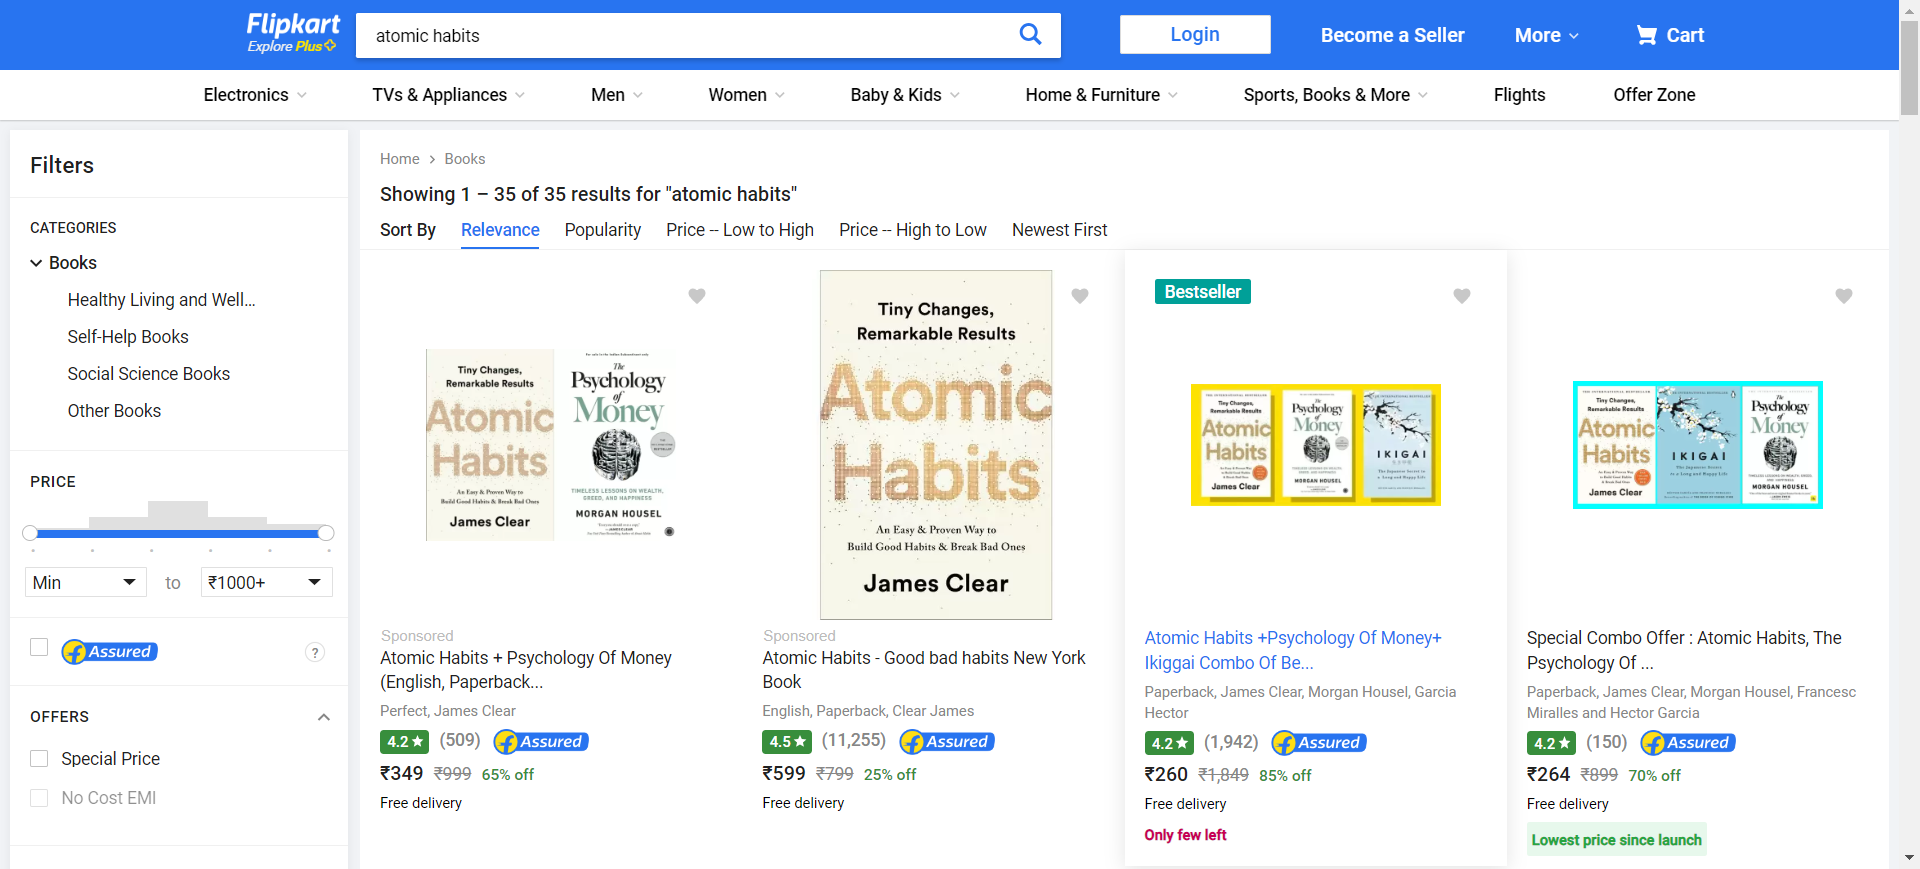 Flipkart
Explore Plus
atomic habits
Login
Become a Seller
More
Cart
Electronics
TVs & Appliances
Men
Women
Baby & Kids
Home & Furniture
Sports, Books & More
Flights
Offer Zone
Filters
CATEGORIES
Books
Healthy Living and Well...
Self-Help Books
Social Science Books
Other Books
PRICE
Min
to
₹1000+
Assured
?
OFFERS
Special Price
No Cost EMI
Home
Books
Showing 1 – 35 of 35 results for "atomic habits"
Sort By
Relevance
Popularity
Price -- Low to High
Price -- High to Low
Newest First
Tiny Changes,
Remarkable Results
Atomic
Habits
An Easy & Proven Way to
Build Good Habits & Break Bad Ones
James Clear
The
Psychology
of
Money
TIMELESS LESSONS ON WEALTH,
GREED, AND HAPPINESS
MORGAN HOUSEL
Sponsored
Atomic Habits + Psychology Of Money
(English, Paperback...
Perfect, James Clear
4.2
(509)
Assured
₹349 ₹999 65% off
Free delivery
Tiny Changes,
Remarkable Results
Atomic
Habits
An Easy & Proven Way to
Build Good Habits & Break Bad Ones
James Clear
Sponsored
Atomic Habits - Good bad habits New York
Book
English, Paperback, Clear James
4.5
(11,255)
Assured
₹599 ₹799 25% off
Free delivery
Bestseller
Tiny Changes,
Remarkable Results
Atomic
Habits
James Clear
The
Psychology
of
Money
MORGAN HOUSEL
IKIGAI
Atomic Habits +Psychology Of Money+
Ikiggai Combo Of Be...
Paperback, James Clear, Morgan Housel, Garcia
Hector
4.2
(1,942)
Assured
₹260 ₹1,849 85% off
Free delivery
Only few left
Tiny Changes,
Remarkable Results
Atomic
Habits
James Clear
IKIGAI
The
Psychology
of
Money
MORGAN HOUSEL
Special Combo Offer : Atomic Habits, The
Psychology Of ...
Paperback, James Clear, Morgan Housel, Francesc
Miralles and Hector Garcia
4.2
(150)
Assured
₹264 ₹899 70% off
Free delivery
Lowest price since launch